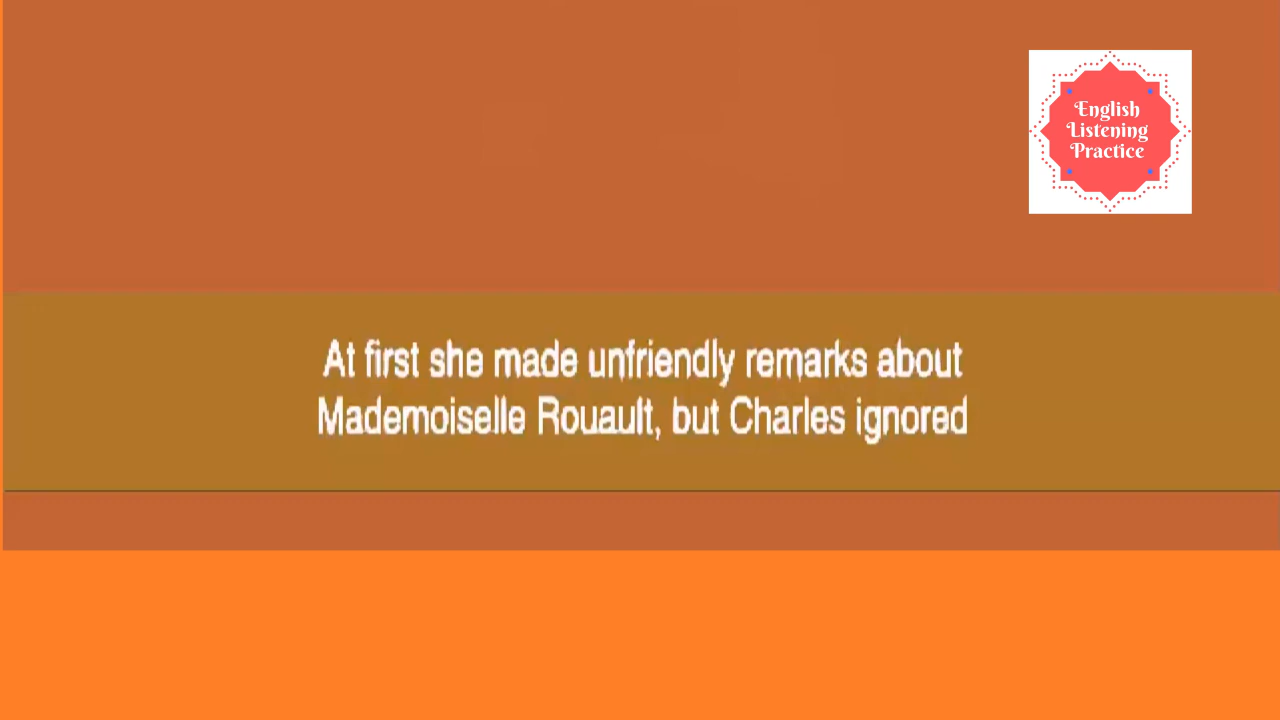 English
Listening
Practice
At first she made unfriendly remarks about
Mademoiselle Rouault, but Charles ignored